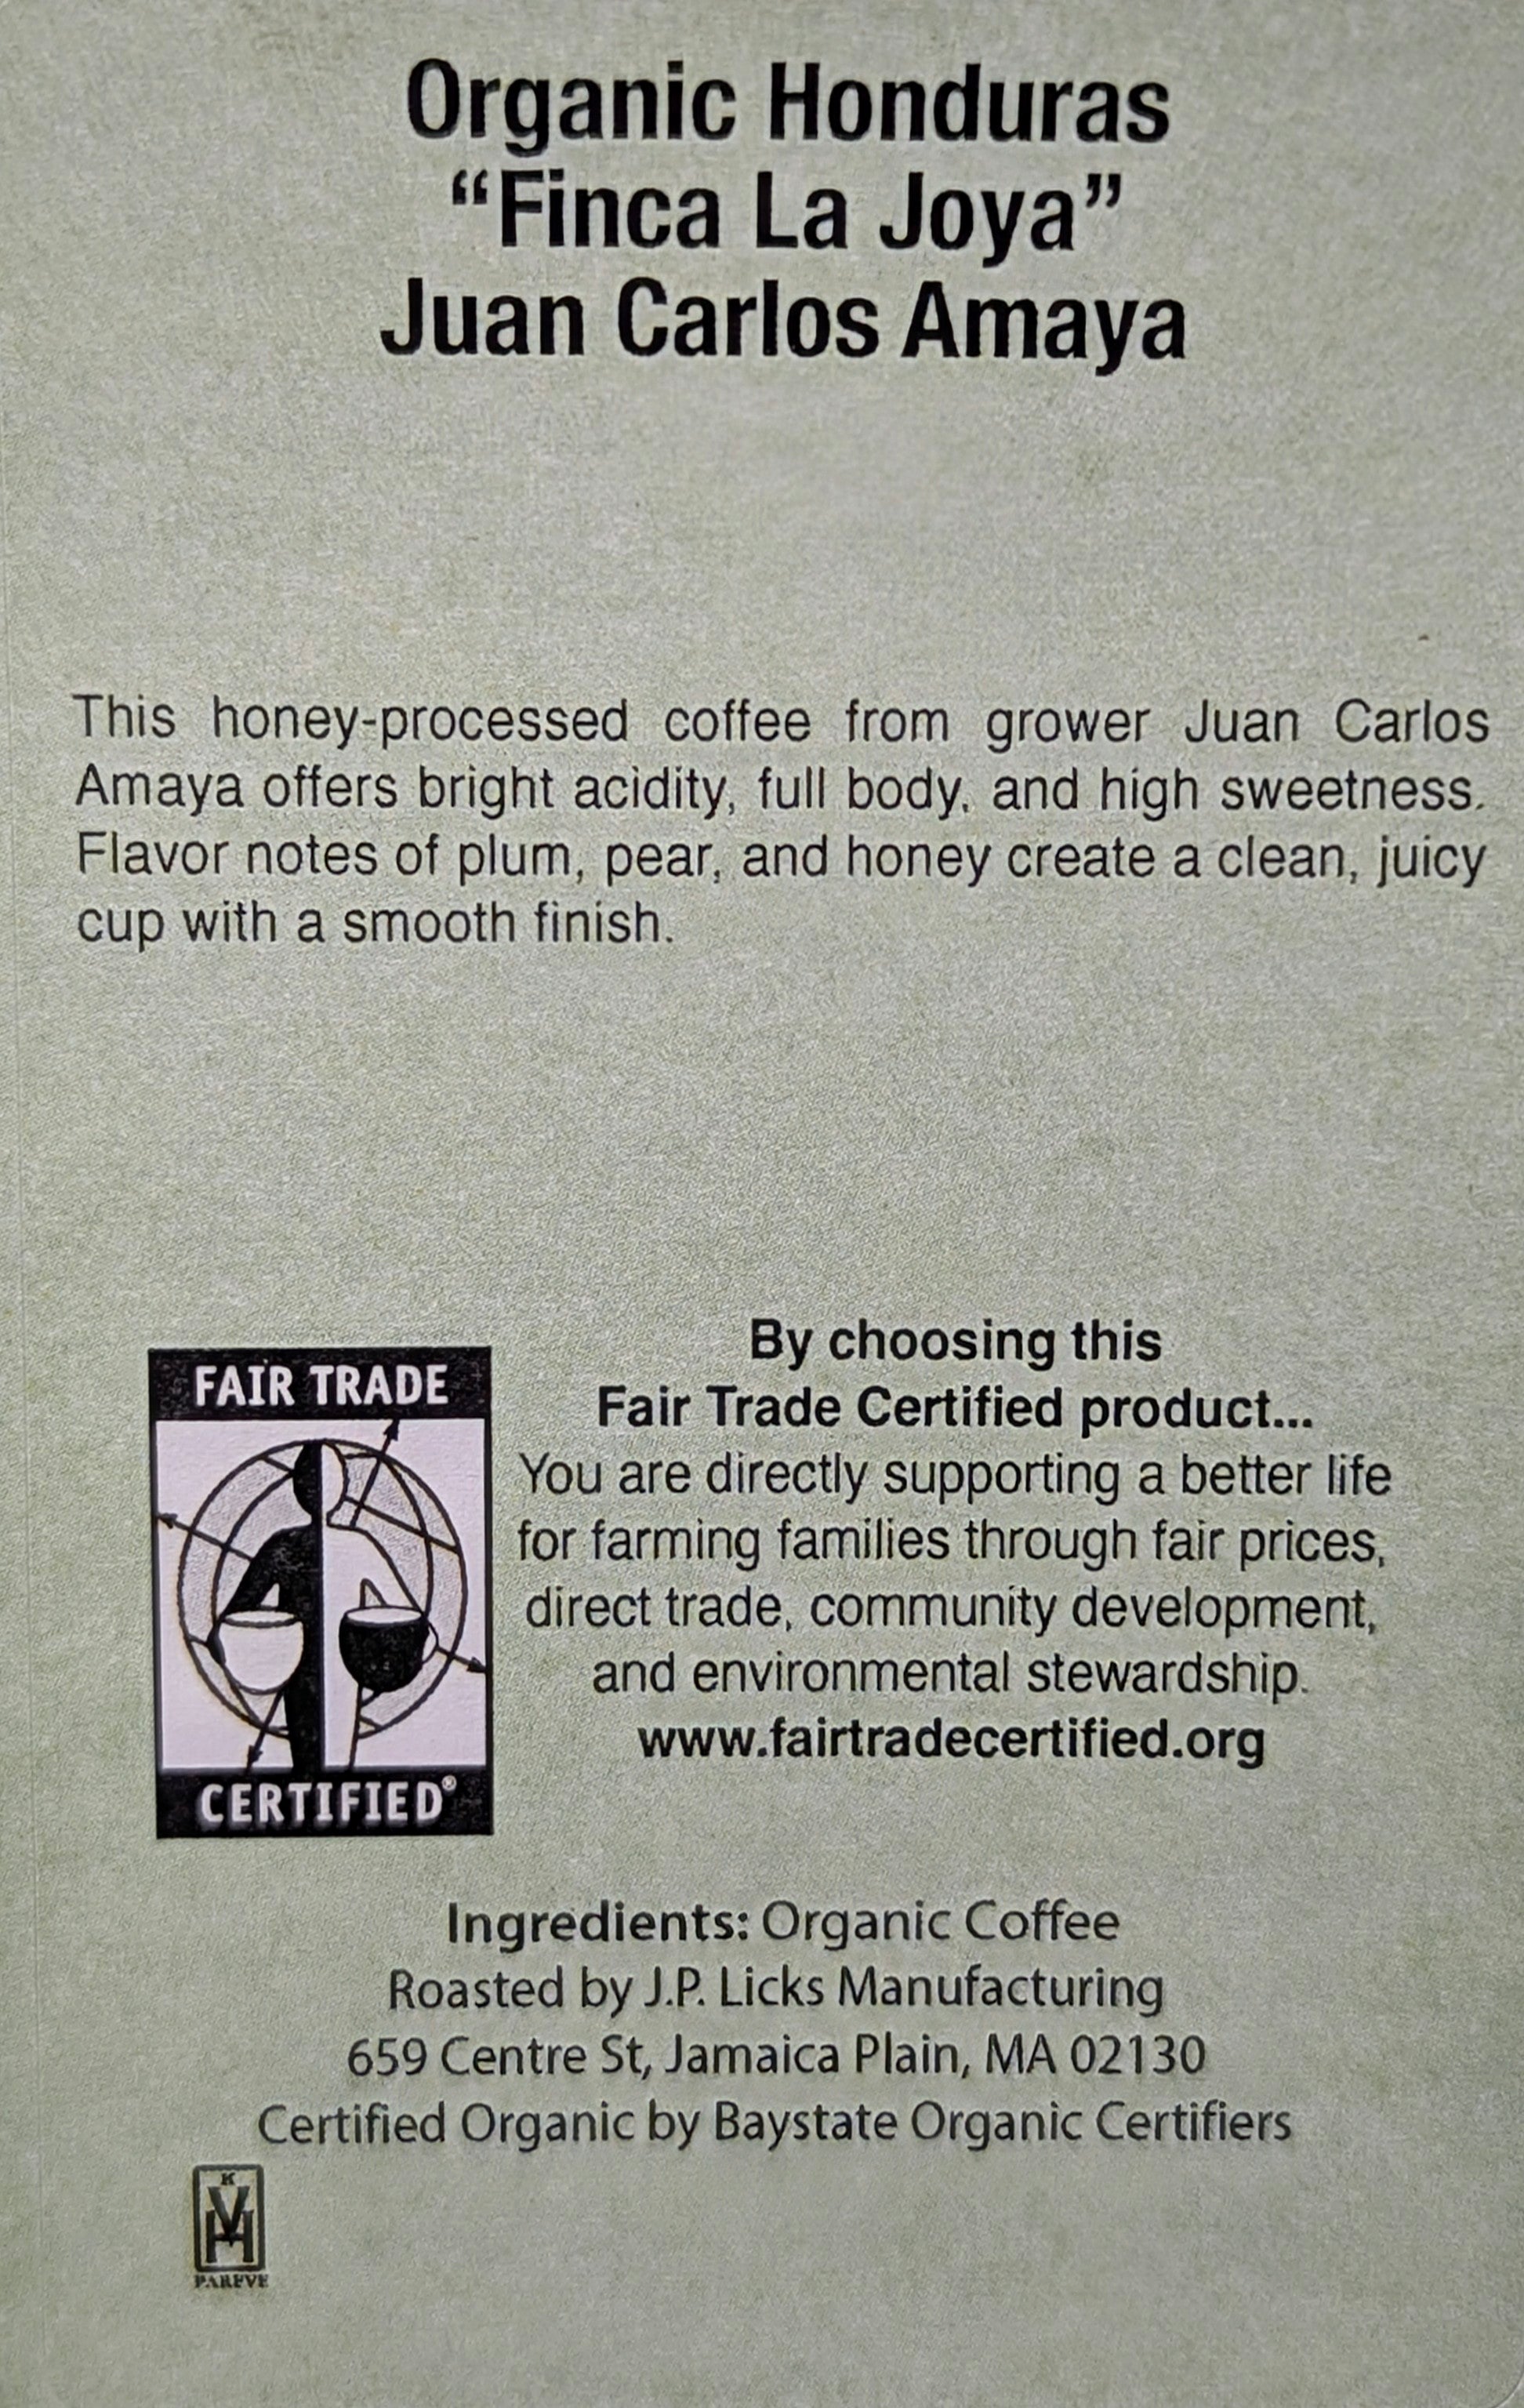 Organic Honduras
“Finca La Joya”
Juan Carlos Amaya
This honey-processed coffee from grower Juan Carlos
Amaya offers bright acidity, full body, and high sweetness.
Flavor notes of plum, pear, and honey create a clean, juicy
cup with a smooth finish.
FAIR TRADE
CERTIFIED®
By choosing this
Fair Trade Certified product...
You are directly supporting a better life
for farming families through fair prices,
direct trade, community development,
and environmental stewardship.
www.fairtradecertified.org
Ingredients: Organic Coffee
Roasted by J.P. Licks Manufacturing
659 Centre St, Jamaica Plain, MA 02130
Certified Organic by Baystate Organic Certifiers
K
VH
PAREVE